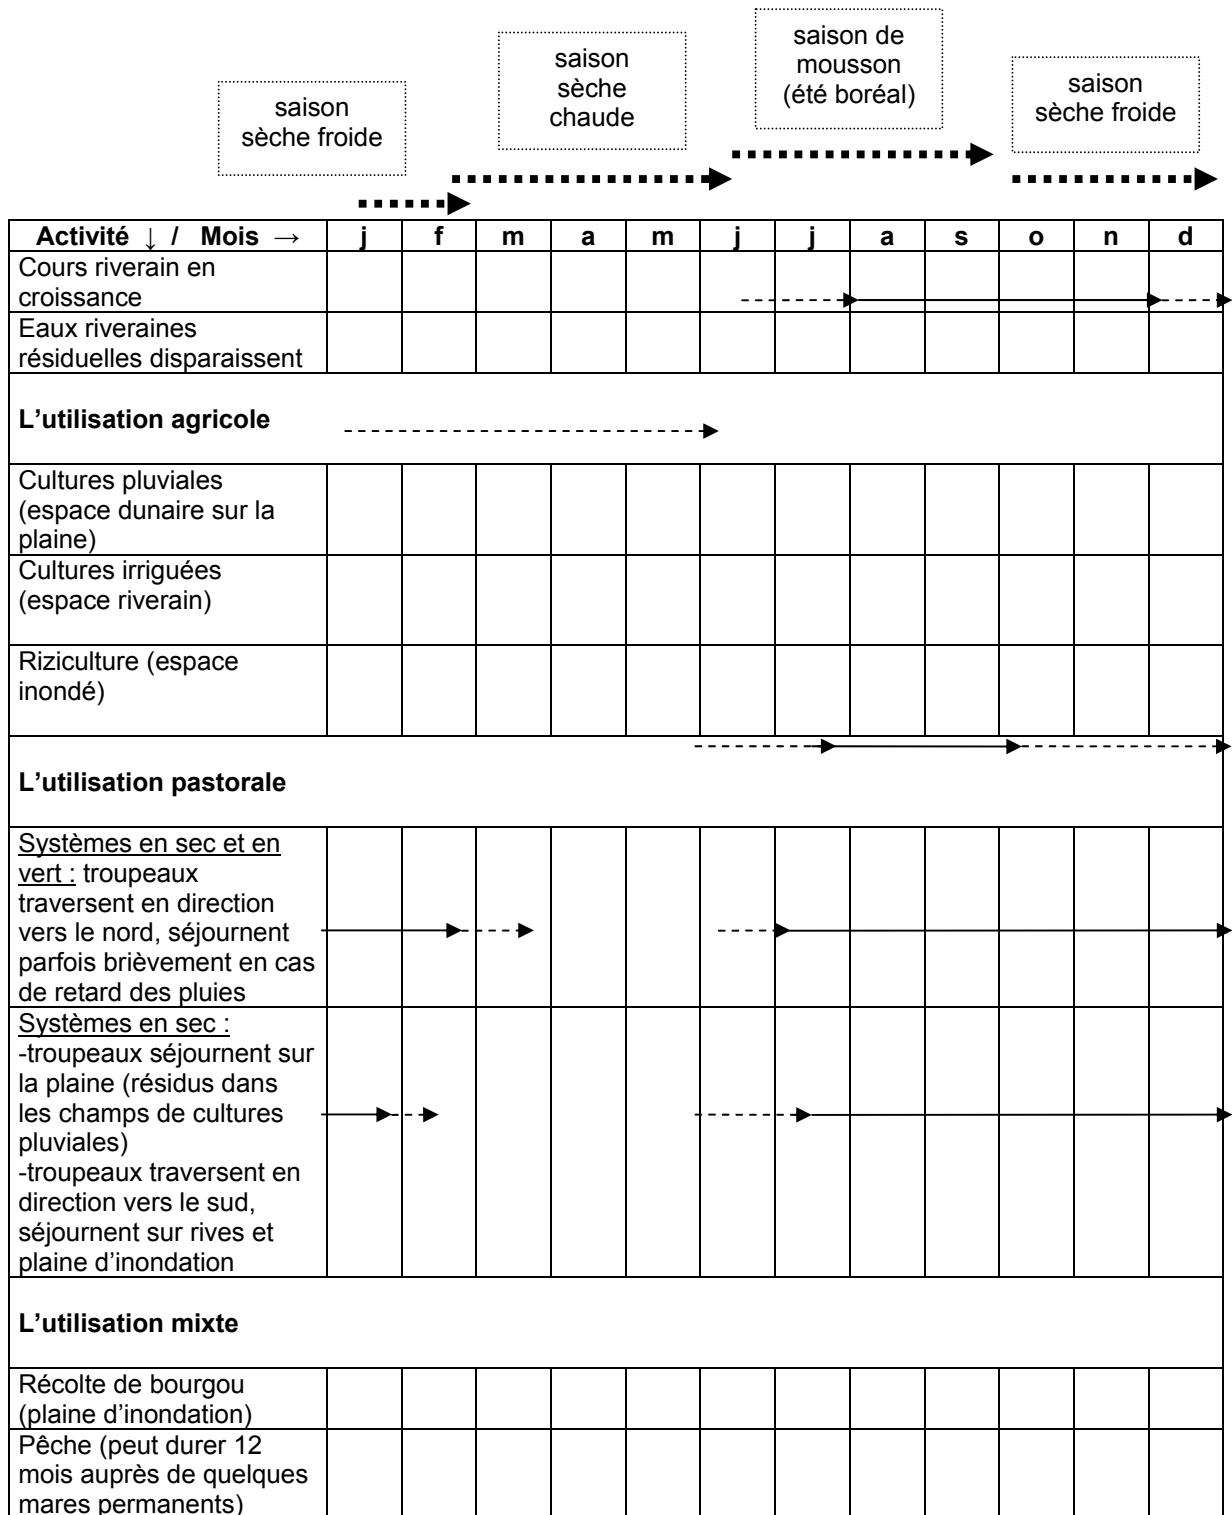 saison
sèche froide
saison
sèche
chaude
saison de
mousson
(été boréal)
saison
sèche froide
Activité ↓ / Mois → j f m a m j j a s o n d
Cours riverain en
croissance
Eaux riveraines
résiduelles disparaissent
L’utilisation agricole
Cultures pluviales
(espace dunaire sur la
plaine)
Cultures irriguées
(espace riverain)
Riziculture (espace
inondé)
L’utilisation pastorale
Systèmes en sec et en
vert : troupeaux
traversent en direction
vers le nord, séjournent
parfois brièvement en cas
de retard des pluies
Systèmes en sec :
-troupeaux séjournent sur
la plaine (résidus dans
les champs de cultures
pluviales)
-troupeaux traversent en
direction vers le sud,
séjournent sur rives et
plaine d’inondation
L’utilisation mixte
Récolte de bourgou
(plaine d’inondation)
Pêche (peut durer 12
mois auprès de quelques
mares permanents)